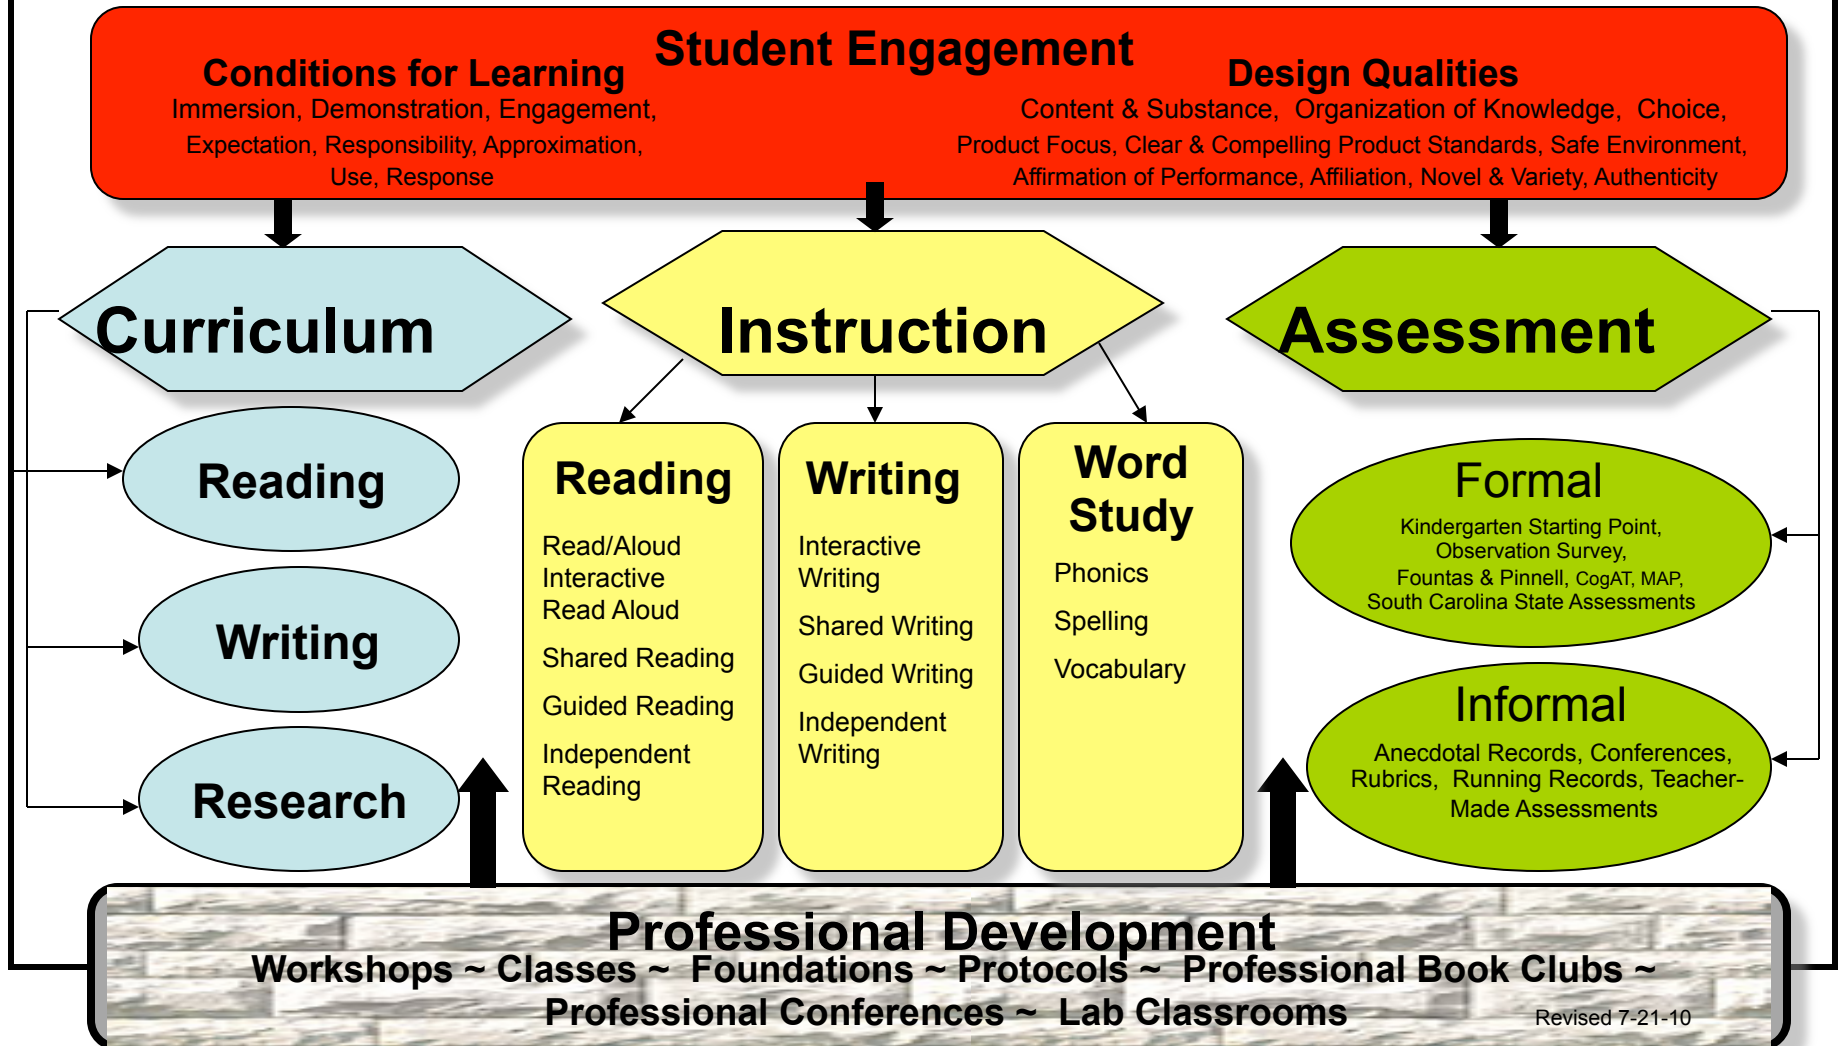 Student Engagement
Conditions for Learning
Immersion, Demonstration, Engagement,
Expectation, Responsibility, Approximation,
Use, Response
Design Qualities
Content & Substance, Organization of Knowledge, Choice,
Product Focus, Clear & Compelling Product Standards, Safe Environment,
Affirmation of Performance, Affiliation, Novel & Variety, Authenticity
Curriculum
Reading
Writing
Research
Instruction
Reading
Read/Aloud
Interactive
Read Aloud
Shared Reading
Guided Reading
Independent
Reading
Writing
Interactive
Writing
Shared Writing
Guided Writing
Independent
Writing
Word
Study
Phonics
Spelling
Vocabulary
Assessment
Formal
Kindergarten Starting Point,
Observation Survey,
Fountas & Pinnell, CogAT, MAP,
South Carolina State Assessments
Informal
Anecdotal Records, Conferences,
Rubrics, Running Records, Teacher-
Made Assessments
Professional Development
Workshops ~ Classes ~ Foundations ~ Protocols ~ Professional Book Clubs ~
Professional Conferences ~ Lab Classrooms
Revised 7-21-10